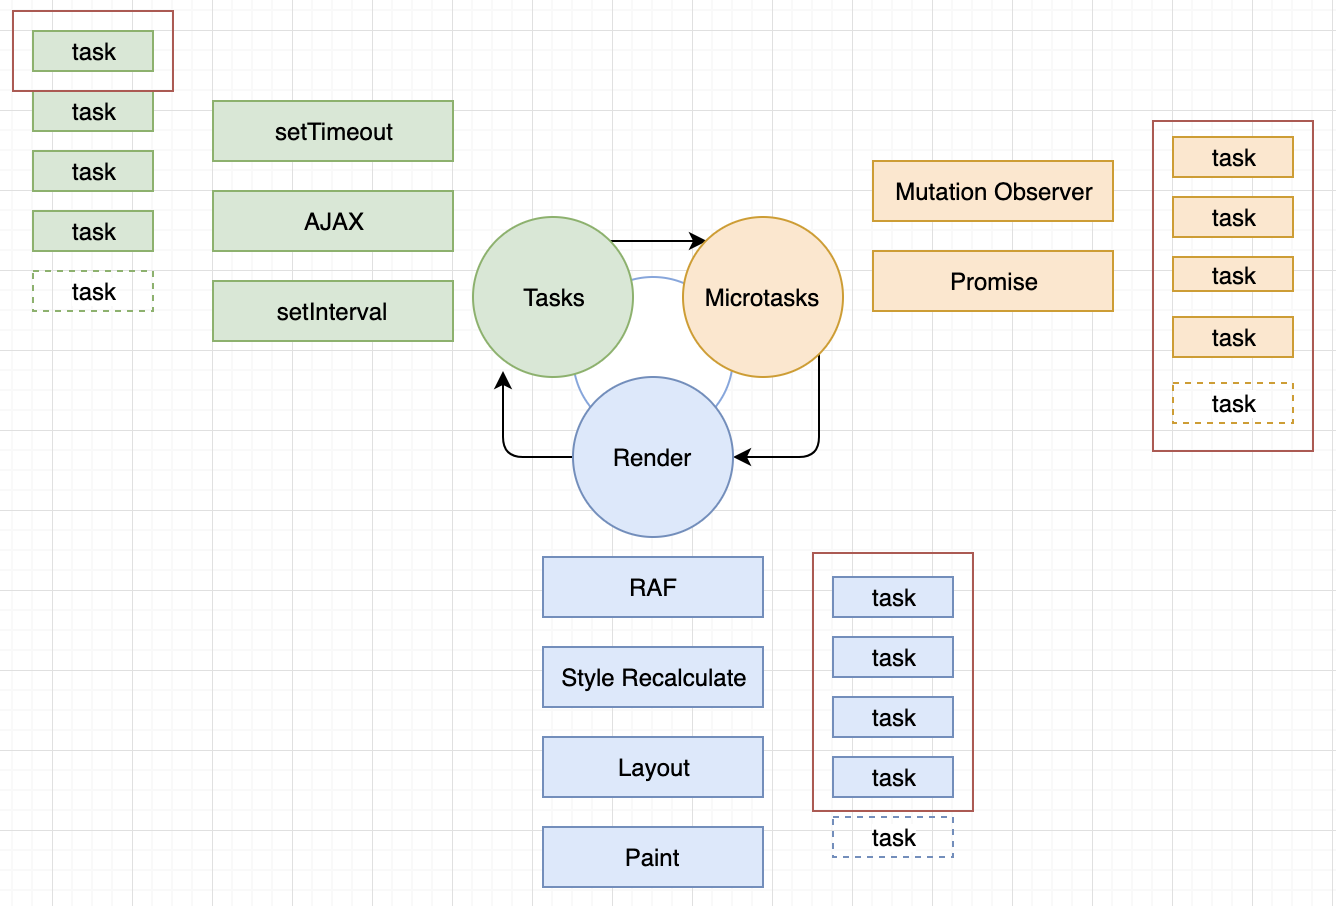 task
task
task
task
task
setTimeout
AJAX
setInterval
Tasks
Microtasks
Render
Mutation Observer
Promise
task
task
task
task
task
RAF
Style Recalculate
Layout
Paint
task
task
task
task
task